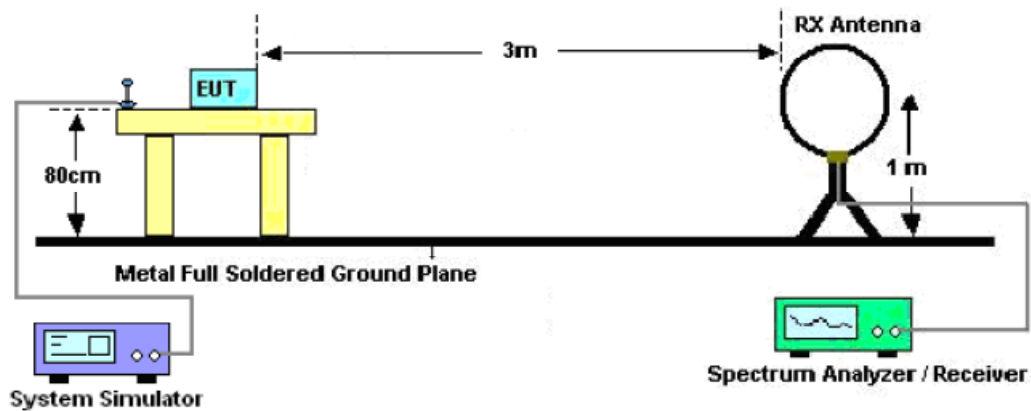 RX Antenna
3m
EUT
80cm
1 m
Metal Full Soldered Ground Plane
System Simulator
Spectrum Analyzer / Receiver